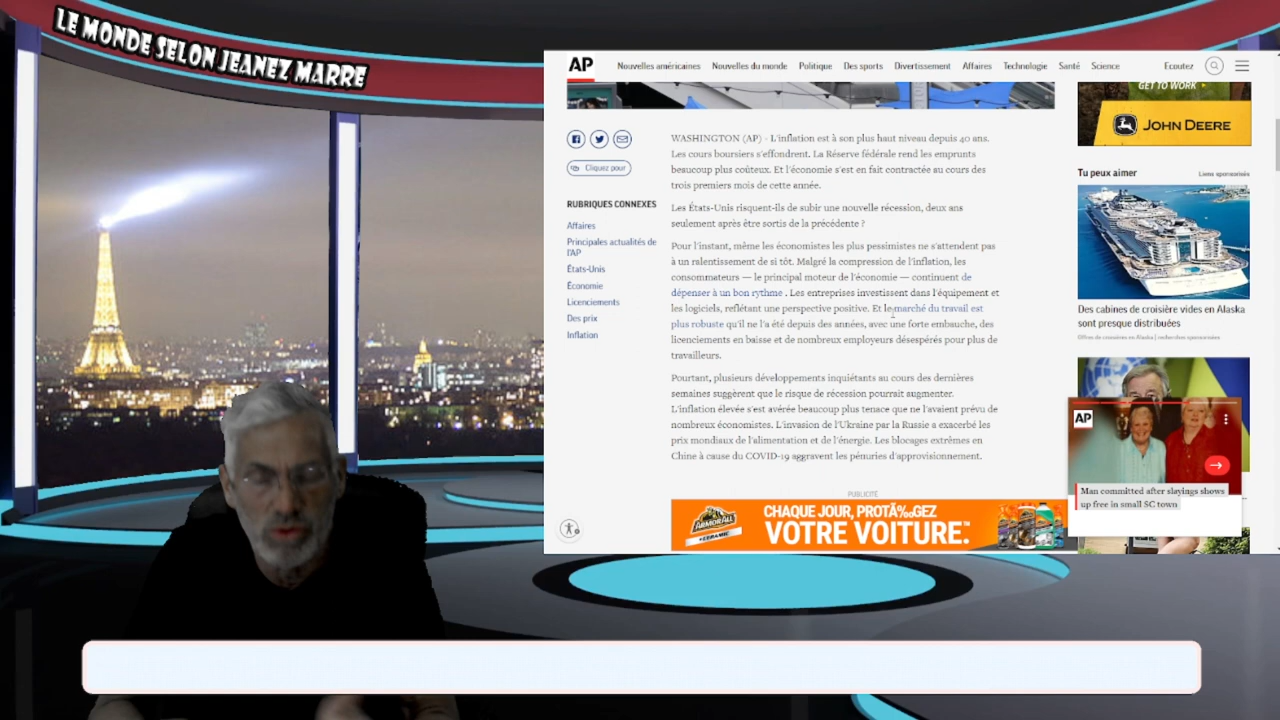 LE MONDE SELON JEANEZ MARRE
AP
Nouvelles américaines Nouvelles du monde Politique Des sports Divertissement Affaires Technologie Santé Science Ecoutez
GET TO WORK
JOHN DEERE
Cliquez pour
RUBRIQUES CONNEXES
Affaires
Principales actualités de
l'AP
États-Unis
Économie
Licenciements
Des prix
Inflation
WASHINGTON (AP) - L'inflation est à son plus haut niveau depuis 40 ans.
Les cours boursiers s'effondrent. La Réserve fédérale rend les emprunts
beaucoup plus coûteux. Et l'économie s'est en fait contractée au cours des
trois premiers mois de cette année.
Les États-Unis risquent-ils de subir une nouvelle récession, deux ans
seulement après être sortis de la précédente ?
Pour l'instant, même les économistes les plus pessimistes ne s'attendent pas
à un ralentissement de si tôt. Malgré la compression de l'inflation, les
consommateurs — le principal moteur de l'économie — continuent de
dépenser à un bon rythme . Les entreprises investissent dans l'équipement et
les logiciels, reflétant une perspective positive. Et le marché du travail est
plus robuste qu'il ne l'a été depuis des années, avec une forte embauche, des
licenciements en baisse et de nombreux employeurs désespérés pour plus de
travailleurs.
Pourtant, plusieurs développements inquiétants au cours des dernières
semaines suggèrent que le risque de récession pourrait augmenter.
L'inflation élevée s'est avérée beaucoup plus tenace que ne l'avaient prévu de
nombreux économistes. L'invasion de l'Ukraine par la Russie a exacerbé les
prix mondiaux de l'alimentation et de l'énergie. Les blocages extrêmes en
Chine à cause du COVID-19 aggravent les pénuries d'approvisionnement.
PUBLICITÉ
ARMORALL
+CERAMIC
CHAQUE JOUR, PROTÃ‰GEZ
VOTRE VOITURE.™
Tu peux aimer
Liens sponsorisés
Des cabines de croisière vides en Alaska
sont presque distribuées
Offres de croisières en Alaska | recherches sponsorisées
AP
Man committed after slayings shows
up free in small SC town